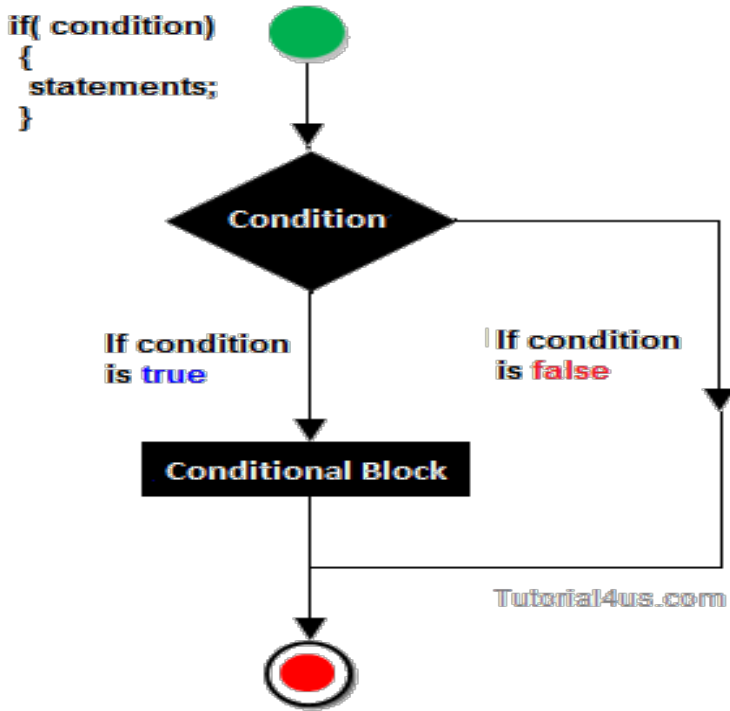 if( condition)
{
statements;
}
Condition
If condition
is true
If condition
is false
Conditional Block
Tutorial4us.com